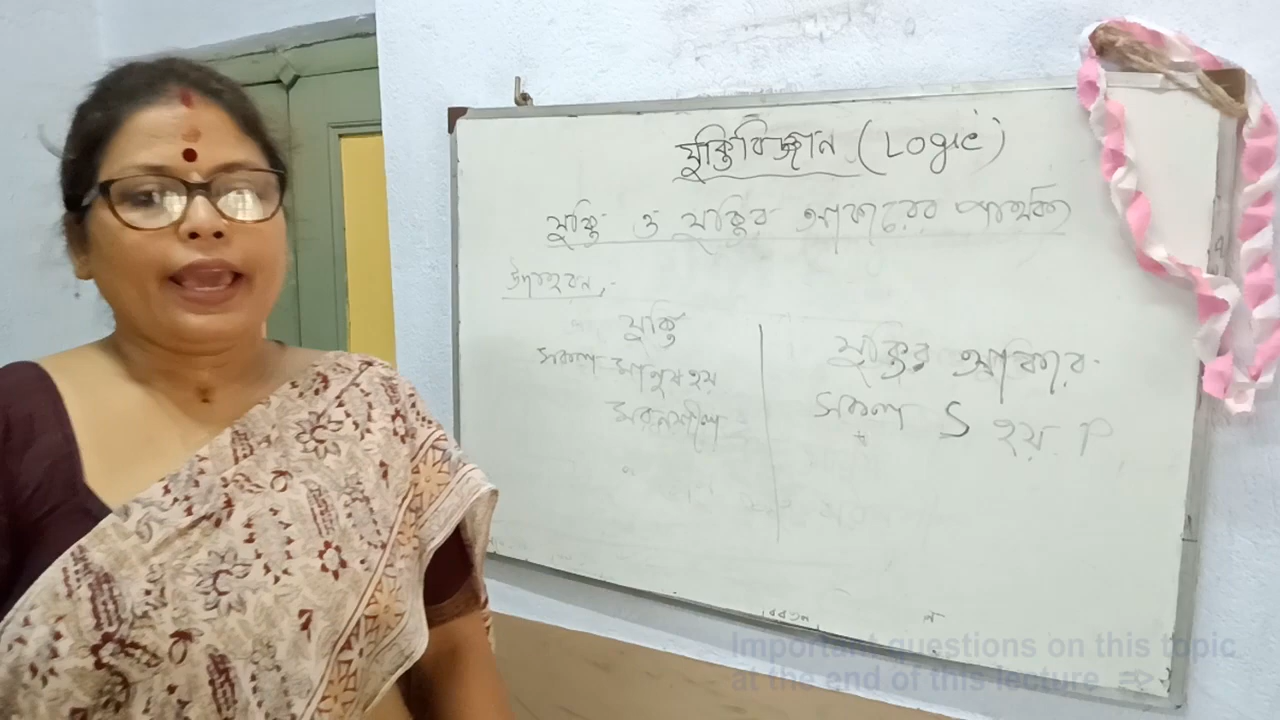 যুক্তিবিজ্ঞান (Logic)
যুক্তি ও যুক্তির আকারের পার্থক্য
উদাহরন,-
যুক্তি
সকল মানুষ হয়
মরনশীল
যুক্তির আকার
সকল S হয় P
Important questions on this topic
at the end of this lecture =>